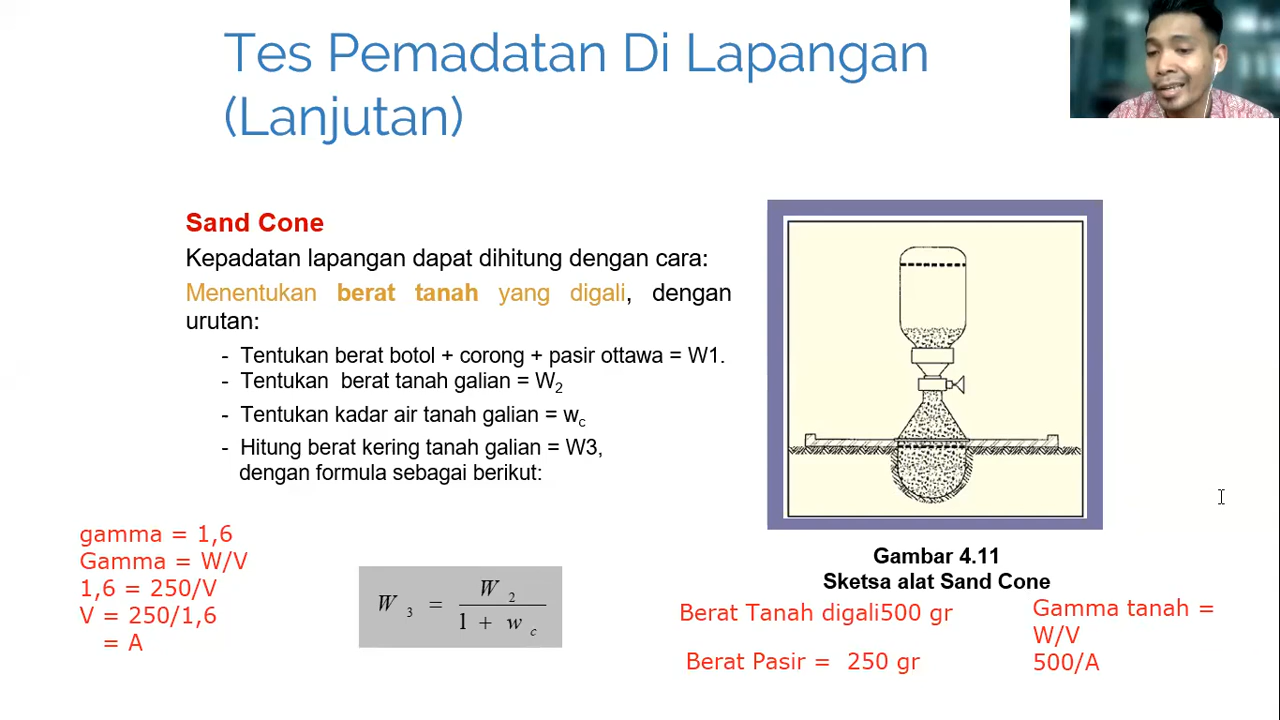 Tes Pemadatan Di Lapangan
(Lanjutan)
Sand Cone
Kepadatan lapangan dapat dihitung dengan cara:
Menentukan berat tanah yang digali, dengan
urutan:
- Tentukan berat botol + corong + pasir ottawa = W1.
- Tentukan berat tanah galian = W2
- Tentukan kadar air tanah galian = wc
- Hitung berat kering tanah galian = W3,
dengan formula sebagai berikut:
gamma = 1,6
Gamma = W/V
1,6 = 250/V
V = 250/1,6
= A
W 3 = W 2 / 1 + w c
Gambar 4.11
Sketsa alat Sand Cone
Berat Tanah digali500 gr
Berat Pasir = 250 gr
Gamma tanah =
W/V
500/A